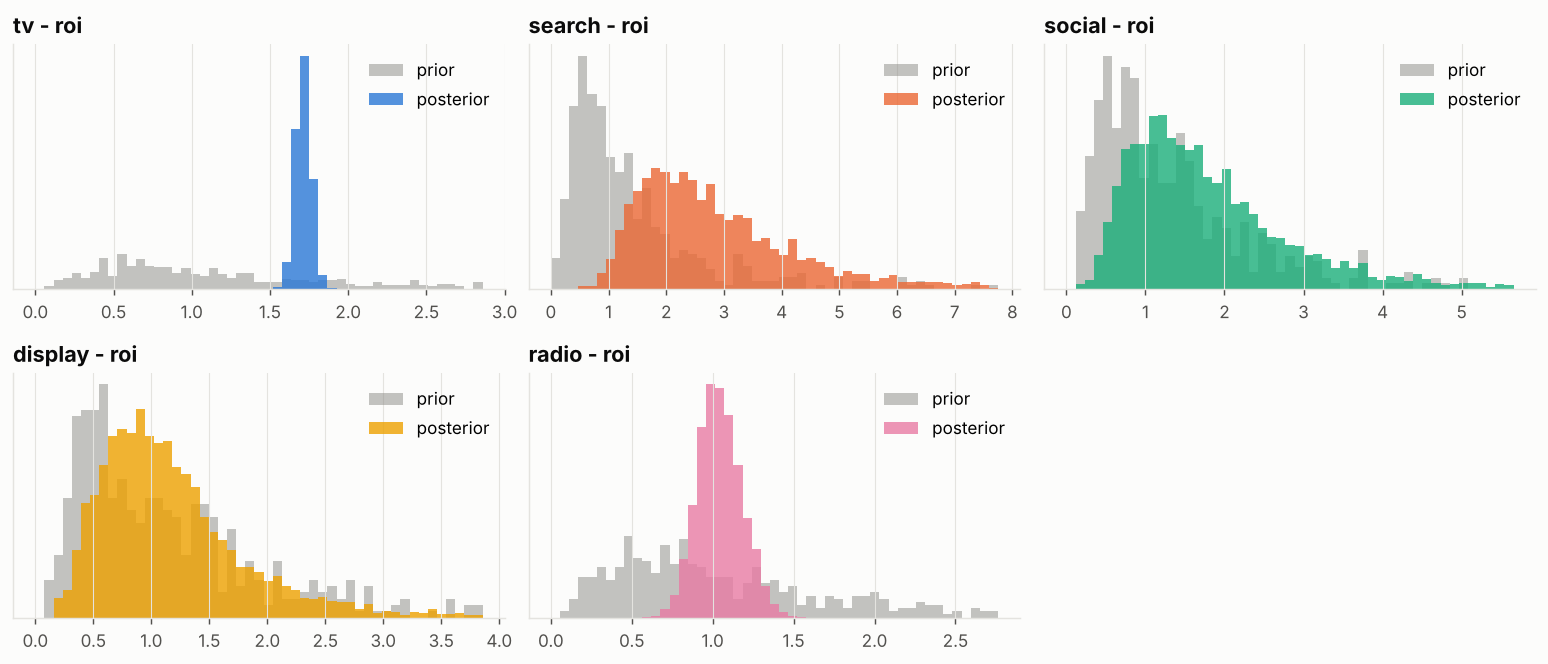 tv - roi
prior
posterior
0.0 0.5 1.0 1.5 2.0 2.5 3.0
search - roi
prior
posterior
0 1 2 3 4 5 6 7 8
social - roi
prior
posterior
0 1 2 3 4 5
display - roi
prior
posterior
0.0 0.5 1.0 1.5 2.0 2.5 3.0 3.5 4.0
radio - roi
prior
posterior
0.0 0.5 1.0 1.5 2.0 2.5